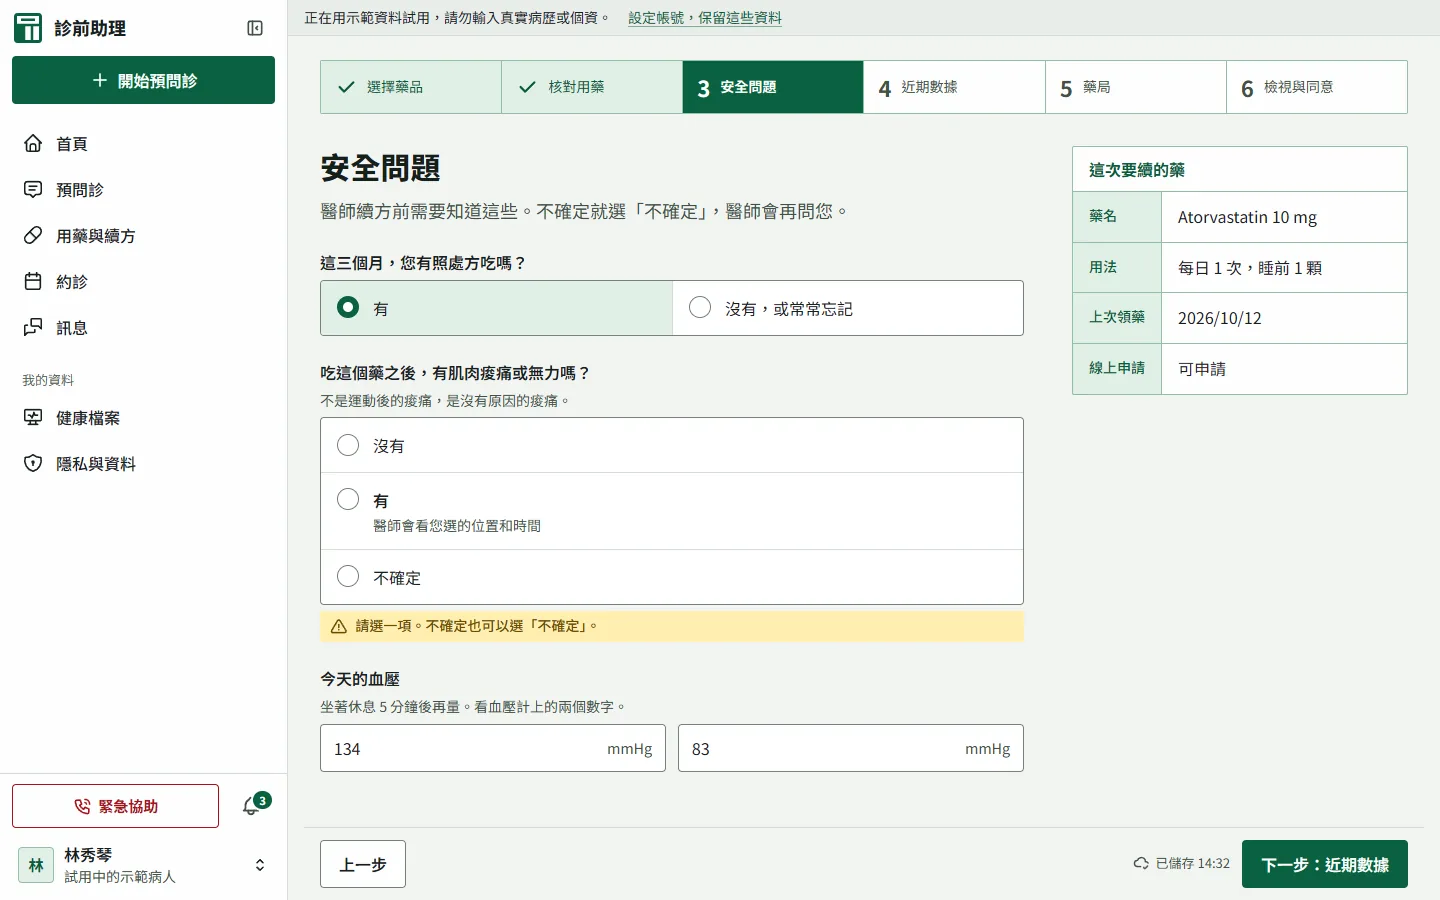 診前助理
開始預問診
首頁
預問診
用藥與續方
約診
訊息
我的資料
健康檔案
隱私與資料
緊急協助
3
林
林秀琴
試用中的示範病人
正在用示範資料試用,請勿輸入真實病歷或個資。 設定帳號,保留這些資料
選擇藥品
核對用藥
3 安全問題
4 近期數據
5 藥局
6 檢視與同意
安全問題
醫師續方前需要知道這些。不確定就選「不確定」,醫師會再問您。
這三個月,您有照處方吃嗎?
有
沒有,或常常忘記
吃這個藥之後,有肌肉痠痛或無力嗎?
不是運動後的痠痛,是沒有原因的痠痛。
沒有
有
醫師會看您選的位置和時間
不確定
請選一項。不確定也可以選「不確定」。
今天的血壓
坐著休息 5 分鐘後再量。看血壓計上的兩個數字。
134 mmHg
83 mmHg
這次要續的藥
藥名 Atorvastatin 10 mg
用法 每日 1 次,睡前 1 顆
上次領藥 2026/10/12
線上申請 可申請
上一步
已儲存 14:32
下一步:近期數據